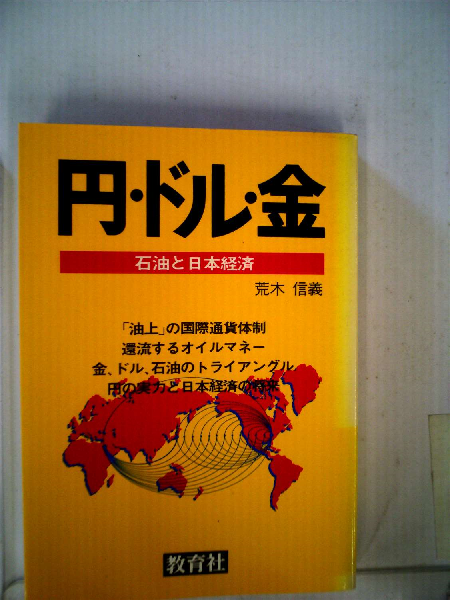 円・ドル・金
石油と日本経済
荒木 信義
「油上」の国際通貨体制
還流するオイルマネー
金、ドル、石油のトライアングル
円の実力と日本経済の将来
教育社